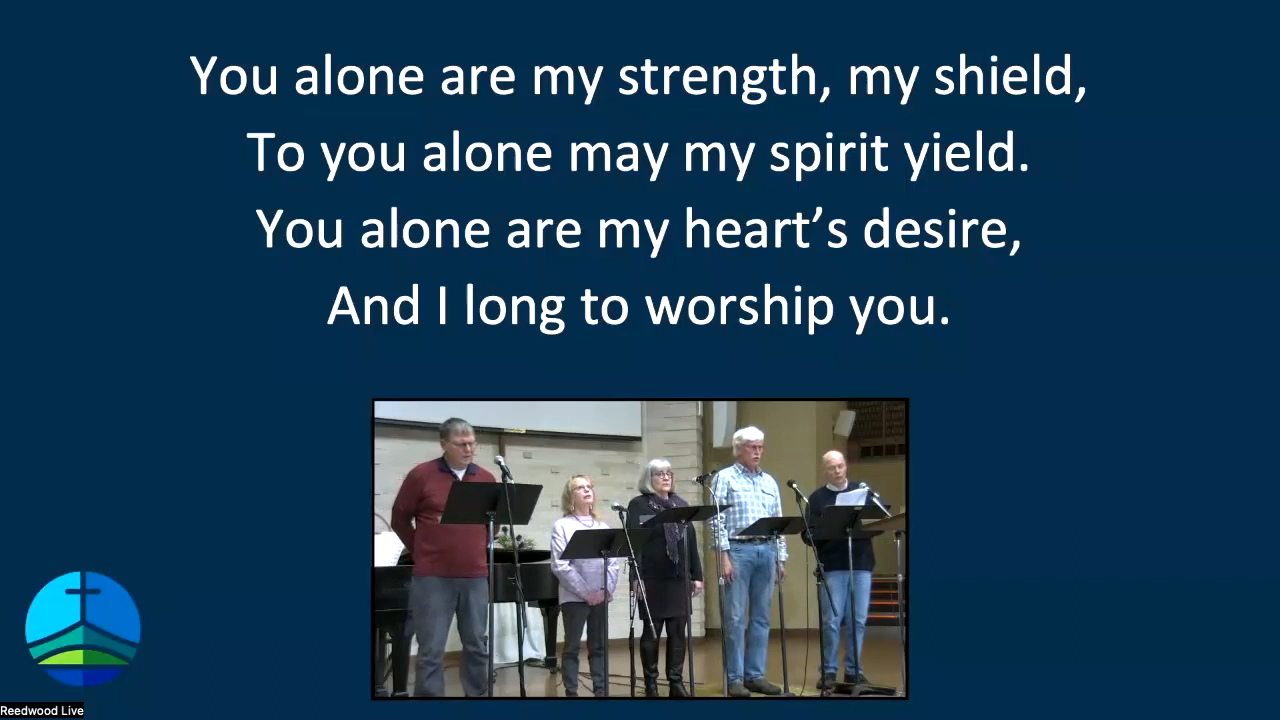 You alone are my strength, my shield,
To you alone may my spirit yield.
You alone are my heart’s desire,
And I long to worship you.
Reedwood Live